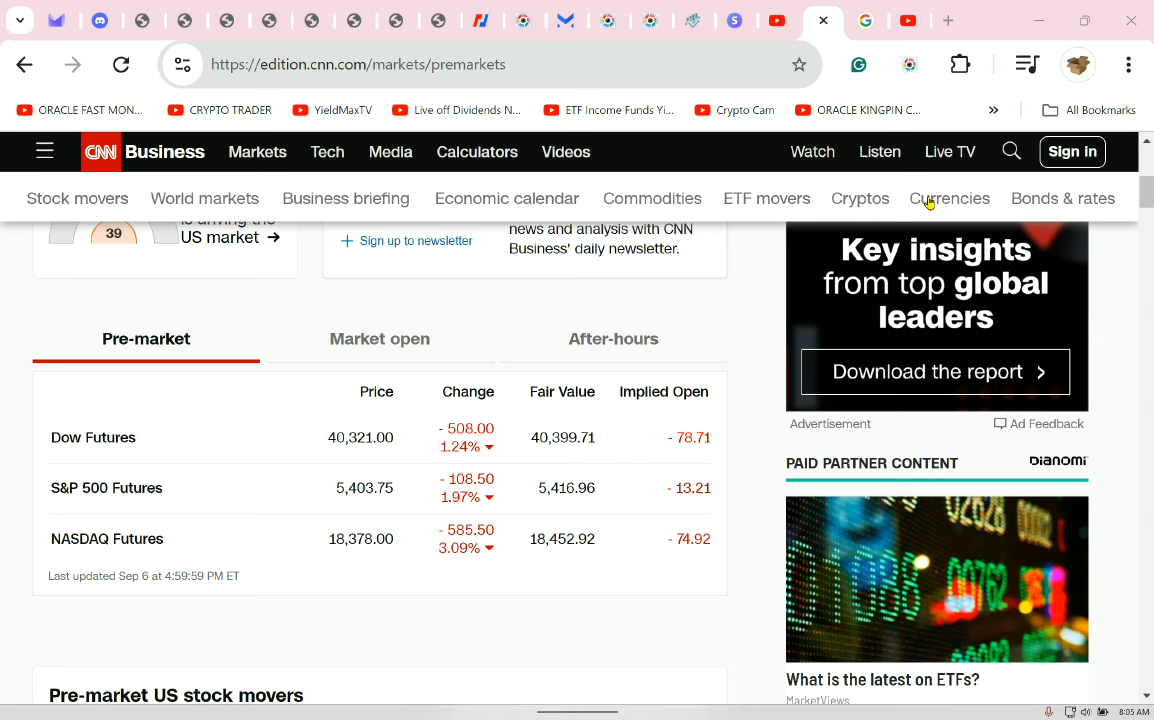 https://edition.cnn.com/markets/premarkets
ORACLE FAST MON...
CRYPTO TRADER
YieldMaxTV
Live off Dividends N...
ETF Income Funds Yi...
Crypto Cam
ORACLE KINGPIN C...
»
All Bookmarks
CNN Business
Markets
Tech
Media
Calculators
Videos
Watch
Listen
Live TV
Sign in
Stock movers
World markets
Business briefing
Economic calendar
Commodities
ETF movers
Cryptos
Currencies
Bonds & rates
39
US market →
+ Sign up to newsletter
news and analysis with CNN
Business' daily newsletter.
Key insights
from top global
leaders
Download the report >
Advertisement
Ad Feedback
Pre-market
Market open
After-hours
Price Change Fair Value Implied Open
Dow Futures 40,321.00 - 508.00 40,399.71 - 78.71
1.24%
S&P 500 Futures 5,403.75 - 108.50 5,416.96 - 13.21
1.97%
NASDAQ Futures 18,378.00 - 585.50 18,452.92 - 74.92
3.09%
Last updated Sep 6 at 4:59:59 PM ET
Pre-market US stock movers
PAID PARTNER CONTENT
DIANOMI
What is the latest on ETFs?
MarketViews
8:05 AM